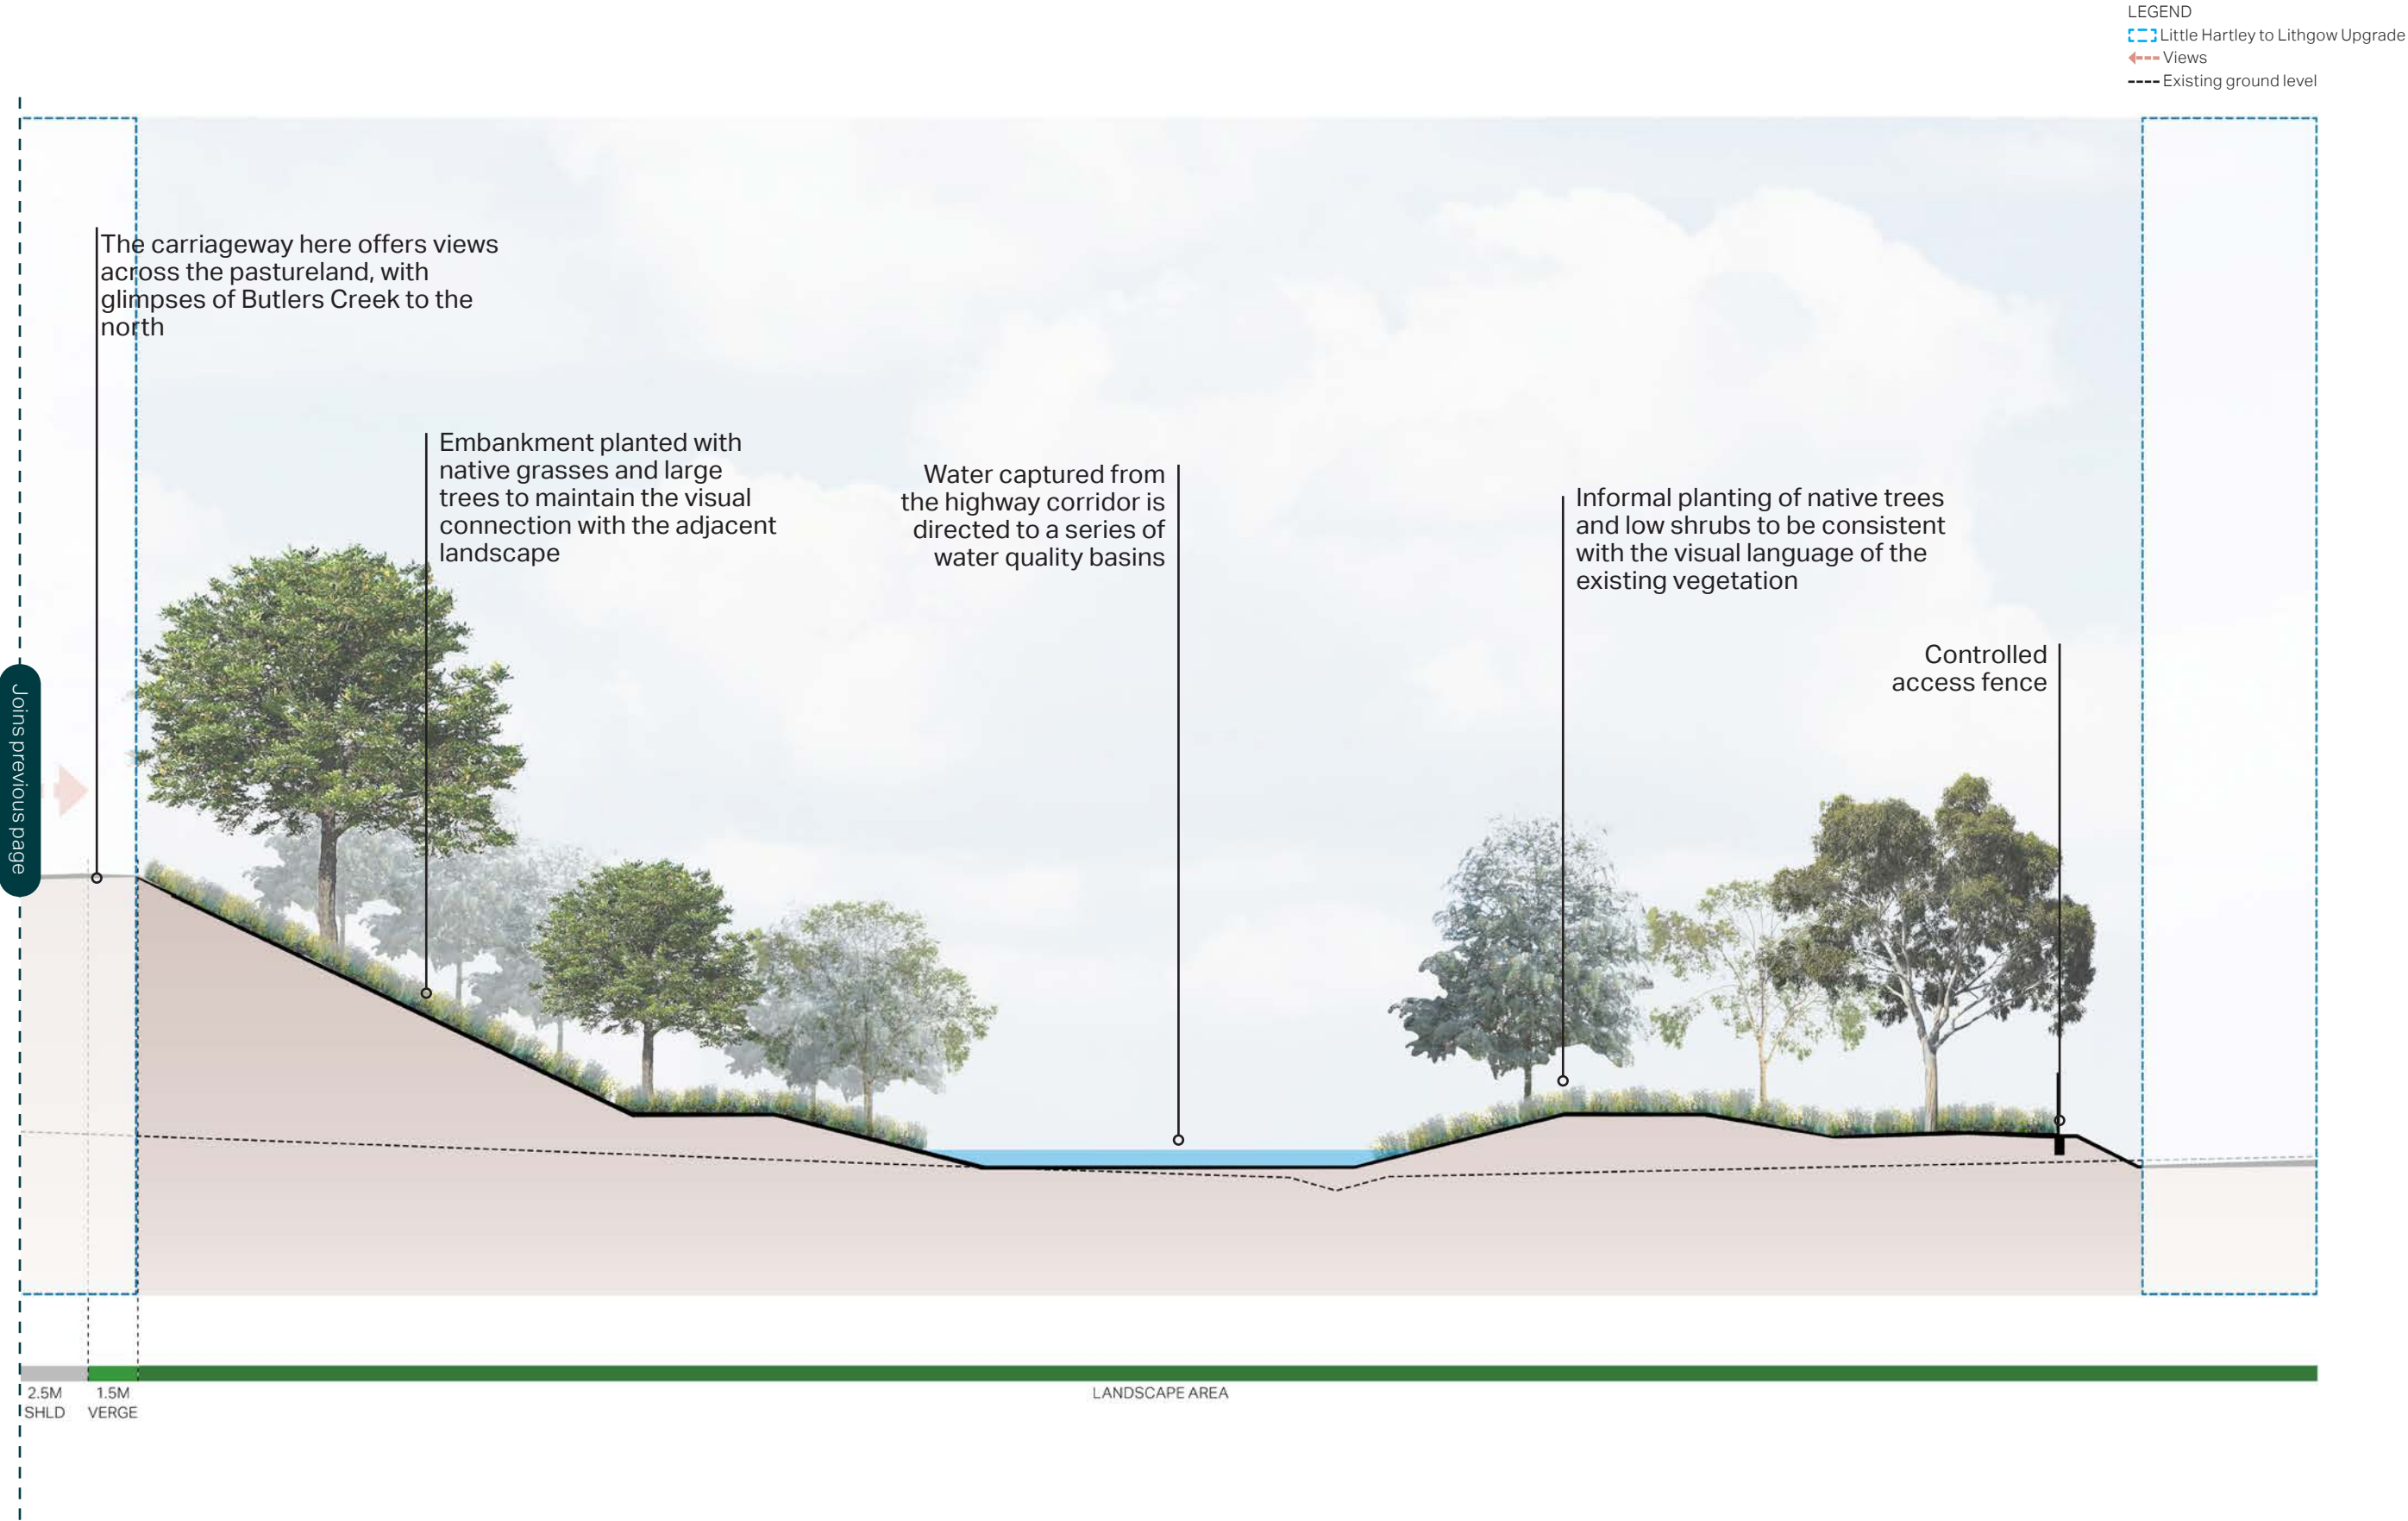 LEGEND
Little Hartley to Lithgow Upgrade
Views
Existing ground level
The carriageway here offers views
across the pastureland, with
glimpses of Butlers Creek to the
north
Embankment planted with
native grasses and large
trees to maintain the visual
connection with the adjacent
landscape
Water captured from
the highway corridor is
directed to a series of
water quality basins
Informal planting of native trees
and low shrubs to be consistent
with the visual language of the
existing vegetation
Controlled
access fence
Joins previous page
2.5M
SHLD
1.5M
VERGE
LANDSCAPE AREA